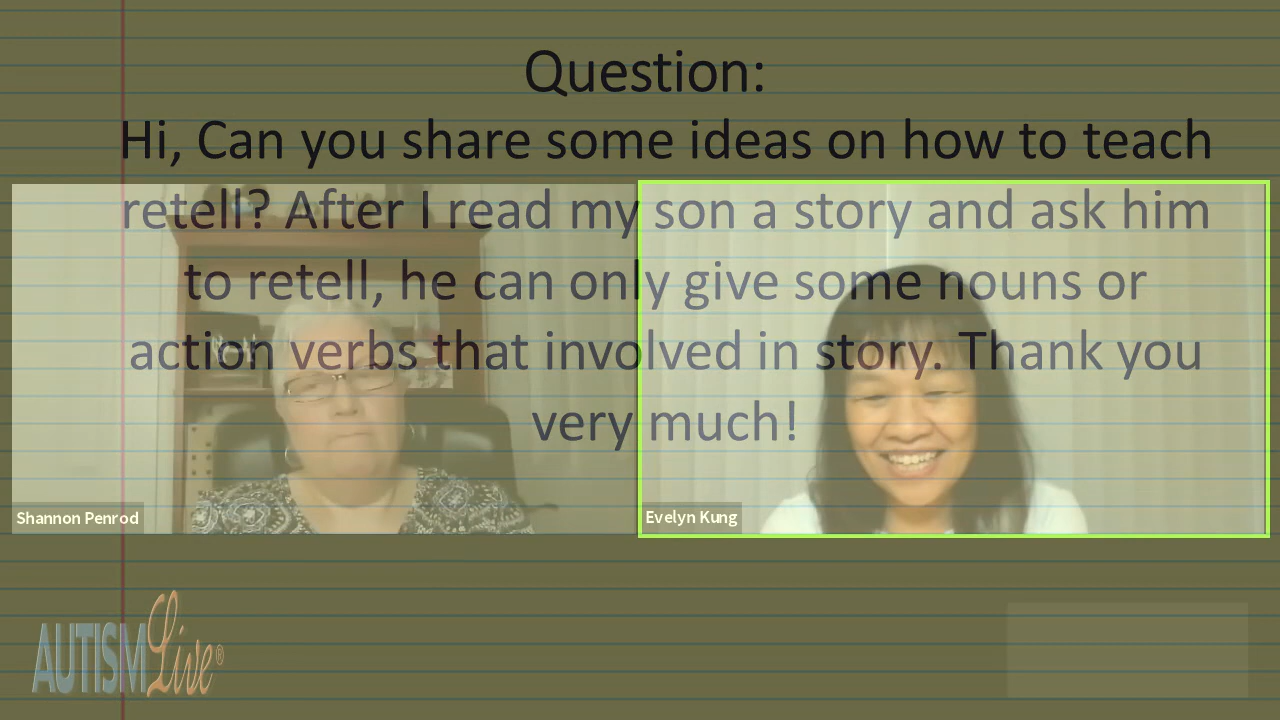 Question:
Hi, Can you share some ideas on how to teach
retell? After I read my son a story and ask him
to retell, he can only give some nouns or
action verbs that involved in story. Thank you
very much!
Shannon Penrod
Evelyn Kung
AUTISM Live®